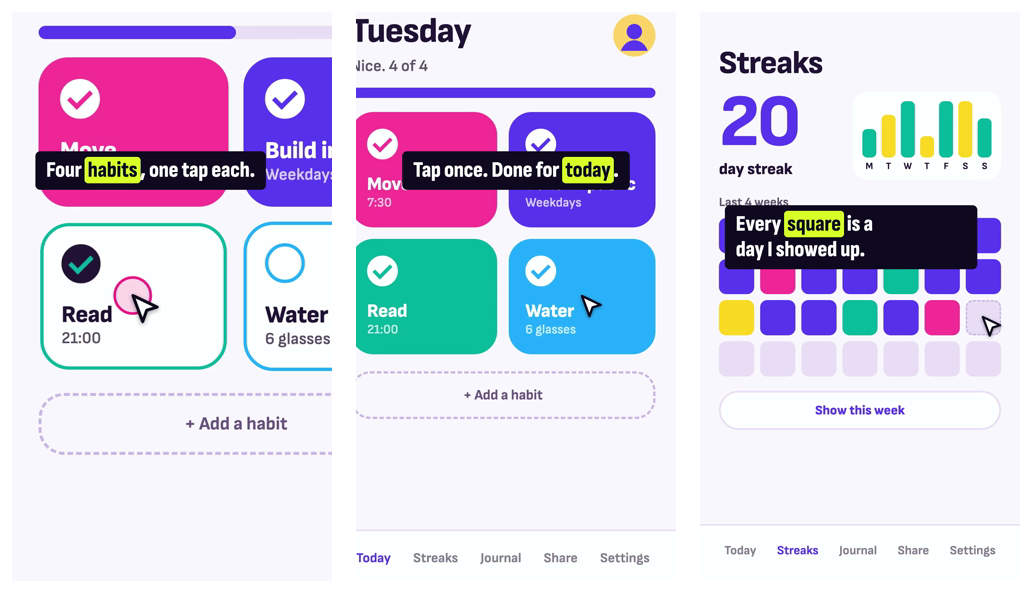 Move
Build in
Four habits, one tap each.
Weekdays
Read
21:00
Water
6 glasses
+ Add a habit
Tuesday
Nice. 4 of 4
Tap once. Done for today.
Move
7:30
Weekdays
Read
21:00
Water
6 glasses
+ Add a habit
Today Streaks Journal Share Settings
Streaks
20
day streak
M T W T F S S
Last 4 weeks
Every square is a
day I showed up.
Show this week
Today Streaks Journal Share Settings